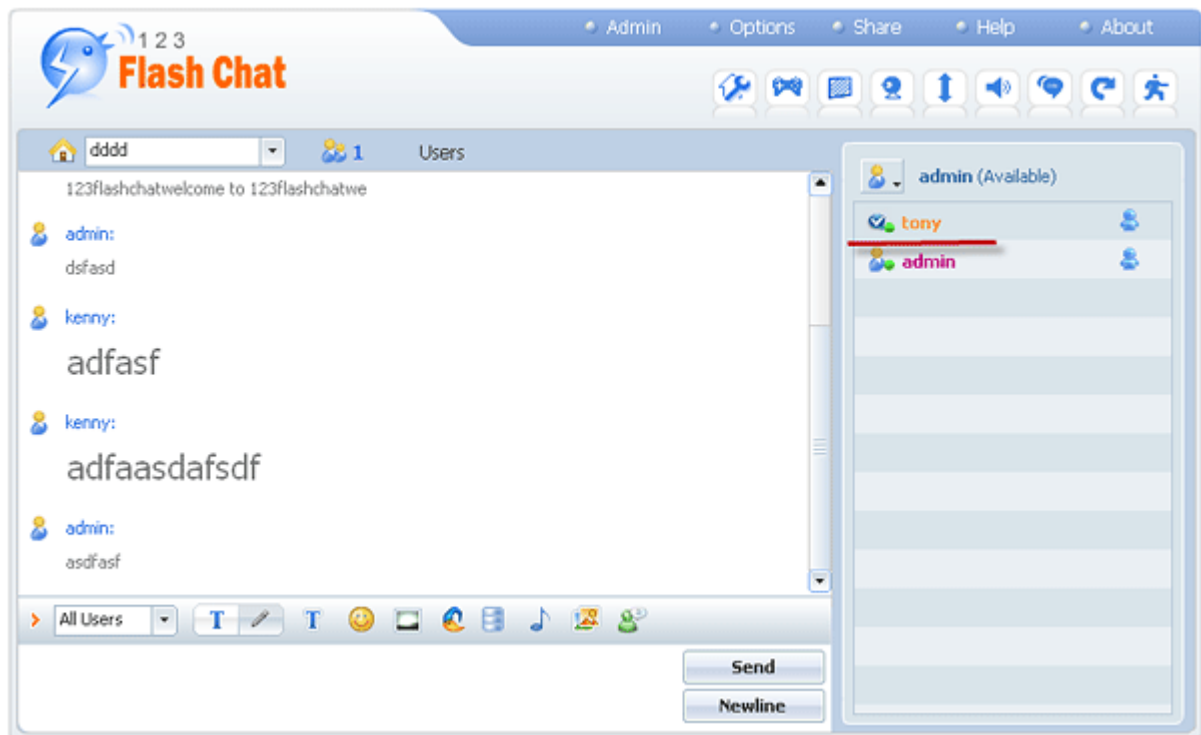 Admin Options Share Help About
123
Flash Chat
dddd 1 Users
123flashchatwelcome to 123flashchatwe
admin:
dsfasd
kenny:
adfasf
kenny:
adfaasdafsdf
admin:
asdfasf
All Users T T
Send
Newline
admin (Available)
tony
admin